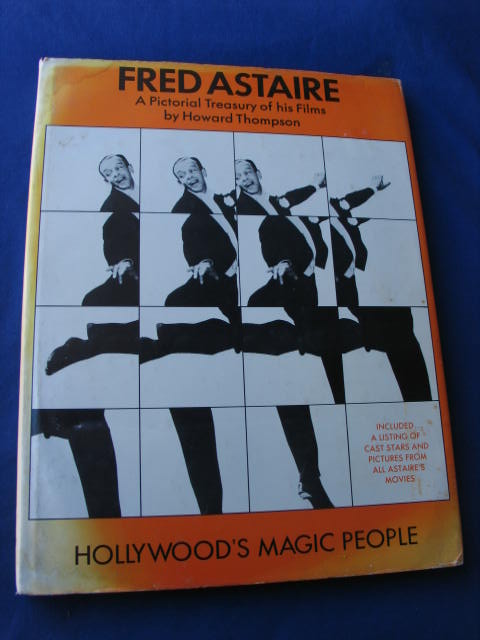 FRED ASTAIRE
A Pictorial Treasury of his Films
by Howard Thompson
INCLUDED
A LISTING OF
CAST STARS AND
PICTURES FROM
ALL ASTAIRE'S
MOVIES
HOLLYWOOD'S MAGIC PEOPLE